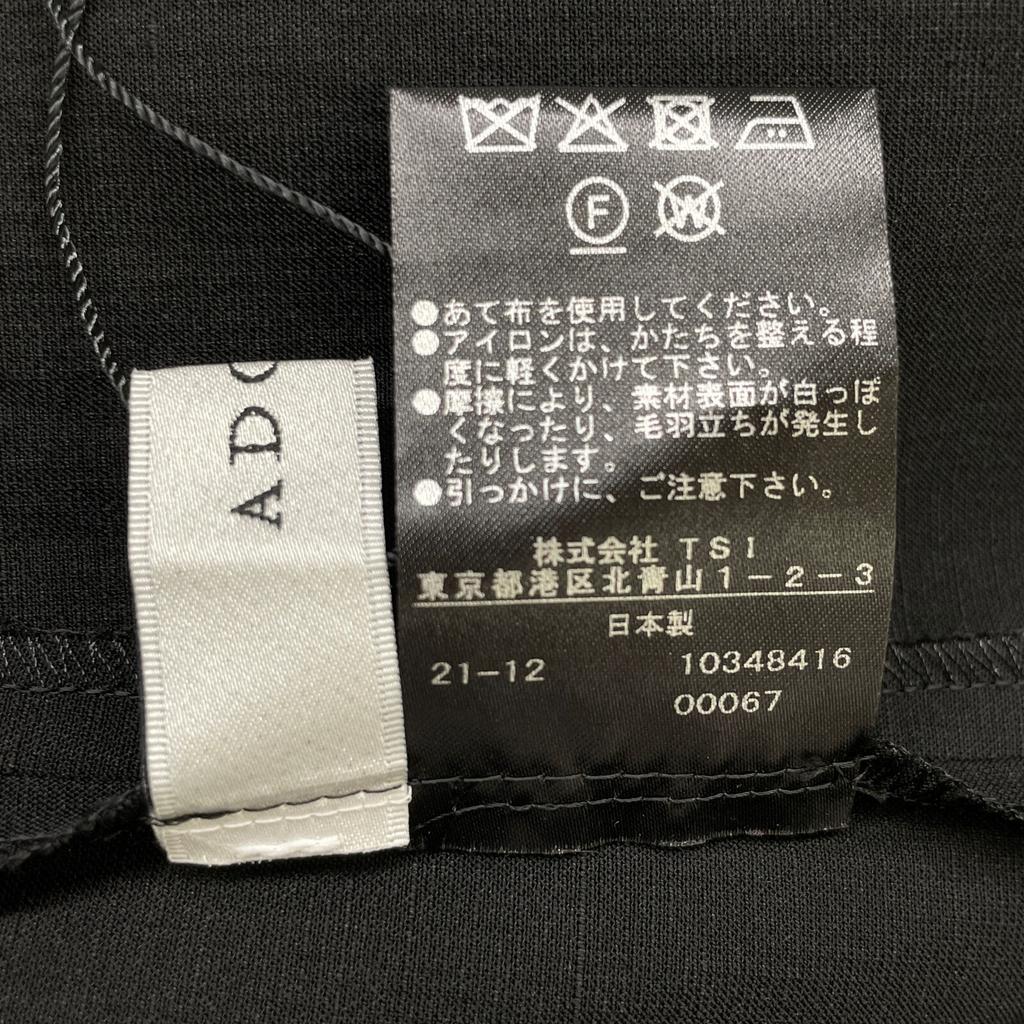 ADO
F
W
●あて布を使用してください。
●アイロンは、かたちを整える程
度に軽くかけて下さい。
●摩擦により、素材表面が白っぽ
くなったり、毛羽立ちが発生し
たりします。
●引っかけに、ご注意下さい。
株式会社 TSI
東京都港区北青山1-2-3
日本製
21-12 10348416
00067